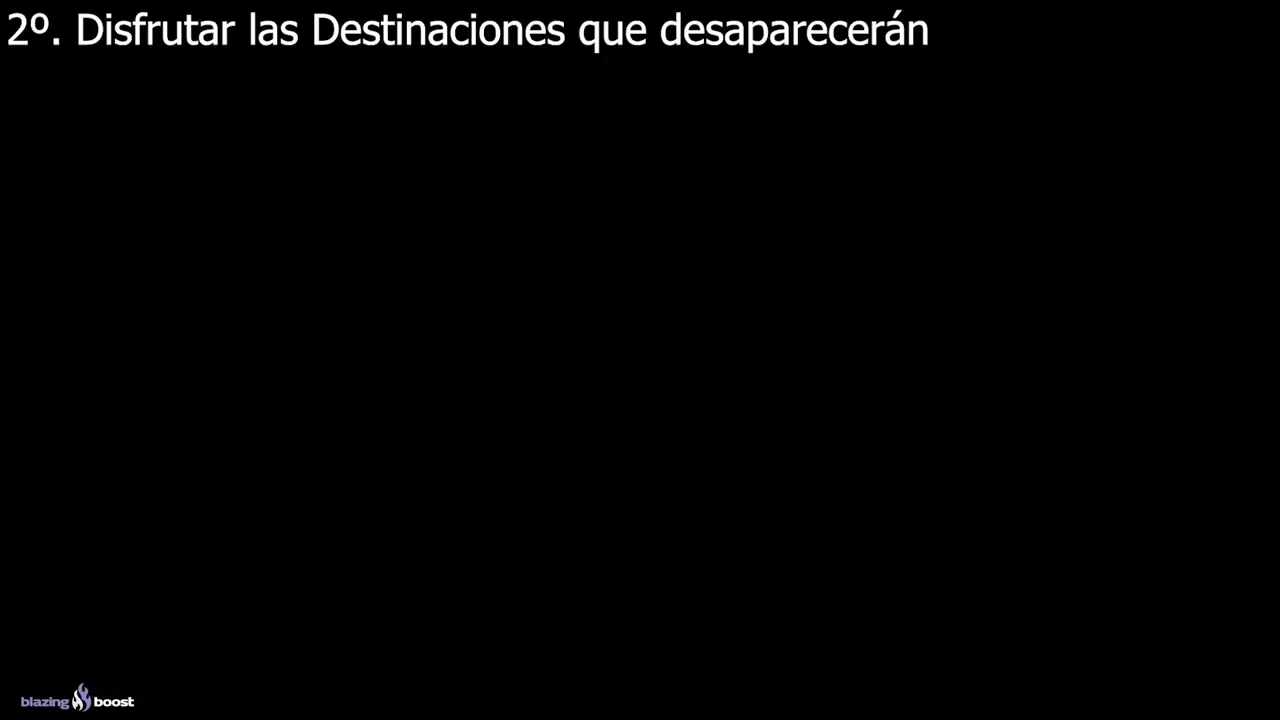 2º. Disfrutar las Destinaciones que desaparecerán
blazing boost